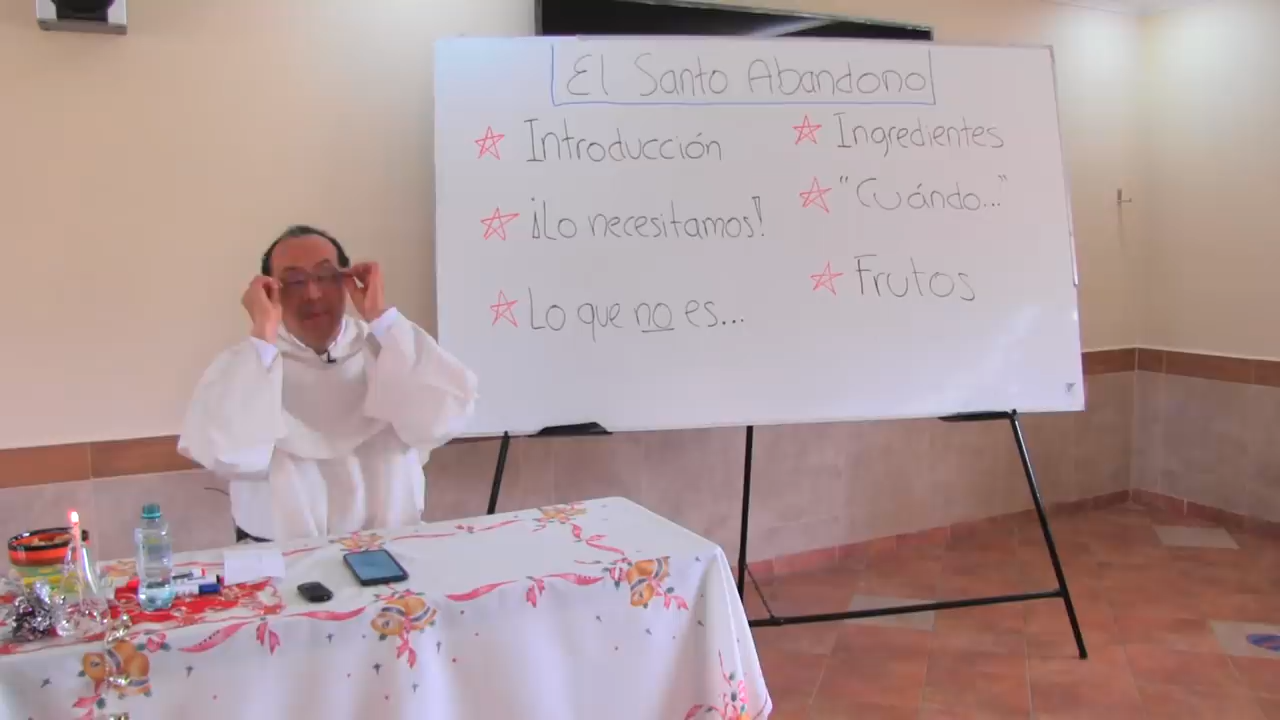 El Santo Abandono
Introducción
¡Lo necesitamos!
Lo que no es...
Ingredientes
"Cuándo..."
Frutos